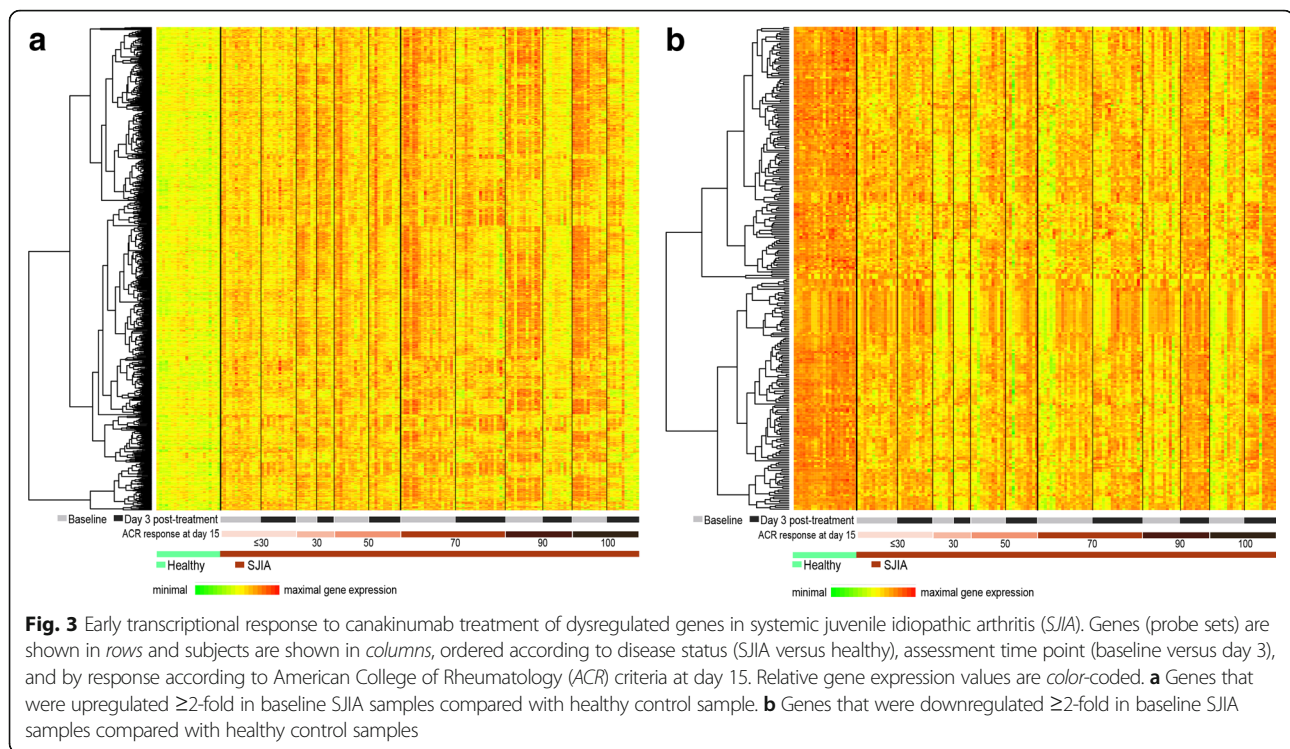 a
b
Baseline Day 3 post-treatment
ACR response at day 15
≤30 30 50 70 90 100
Healthy SJIA
minimal maximal gene expression
Baseline Day 3 post-treatment
ACR response at day 15
≤30 30 50 70 90 100
Healthy SJIA
minimal maximal gene expression
Fig. 3 Early transcriptional response to canakinumab treatment of dysregulated genes in systemic juvenile idiopathic arthritis (SJIA). Genes (probe sets) are
shown in rows and subjects are shown in columns, ordered according to disease status (SJIA versus healthy), assessment time point (baseline versus day 3),
and by response according to American College of Rheumatology (ACR) criteria at day 15. Relative gene expression values are color-coded. a Genes that
were upregulated ≥2-fold in baseline SJIA samples compared with healthy control sample. b Genes that were downregulated ≥2-fold in baseline SJIA
samples compared with healthy control samples